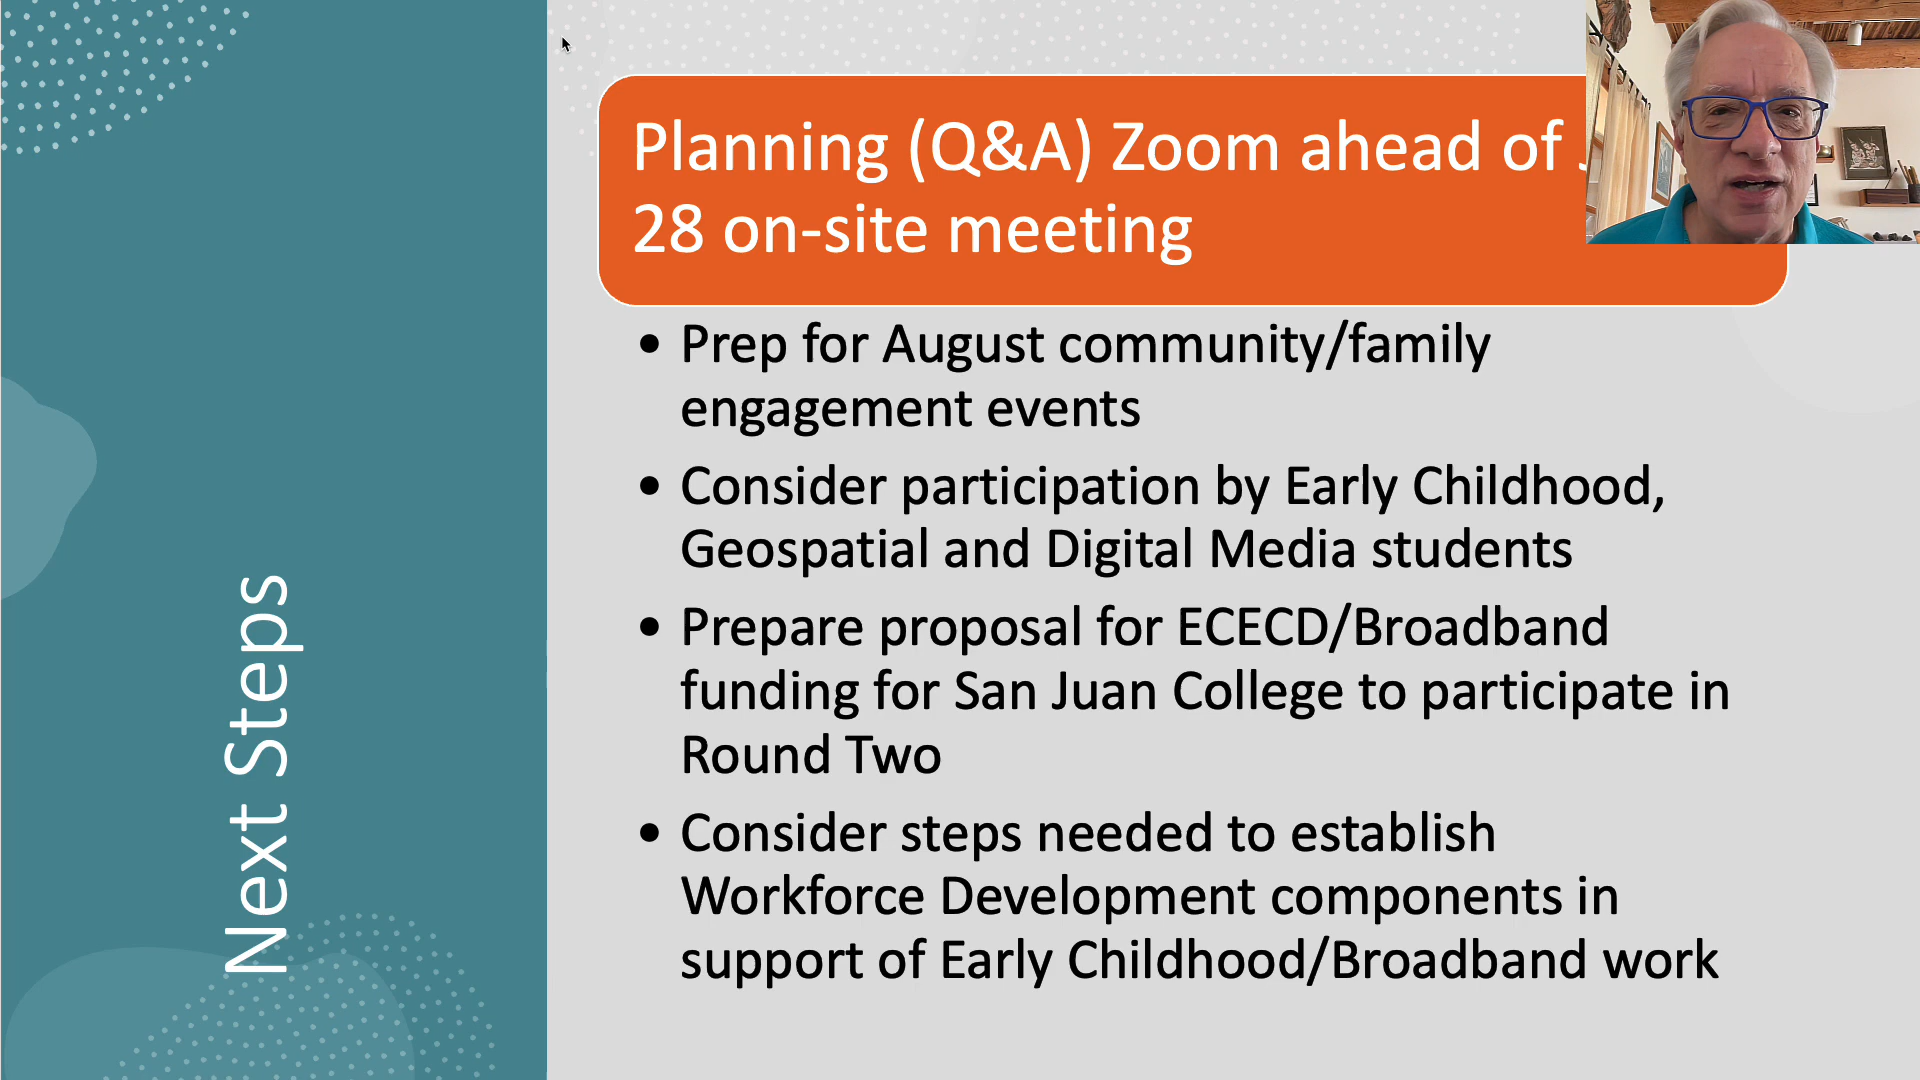 Planning (Q&A) Zoom ahead of
28 on-site meeting
• Prep for August community/family
engagement events
• Consider participation by Early Childhood,
Geospatial and Digital Media students
• Prepare proposal for ECECD/Broadband
funding for San Juan College to participate in
Round Two
• Consider steps needed to establish
Workforce Development components in
support of Early Childhood/Broadband work
Next Steps